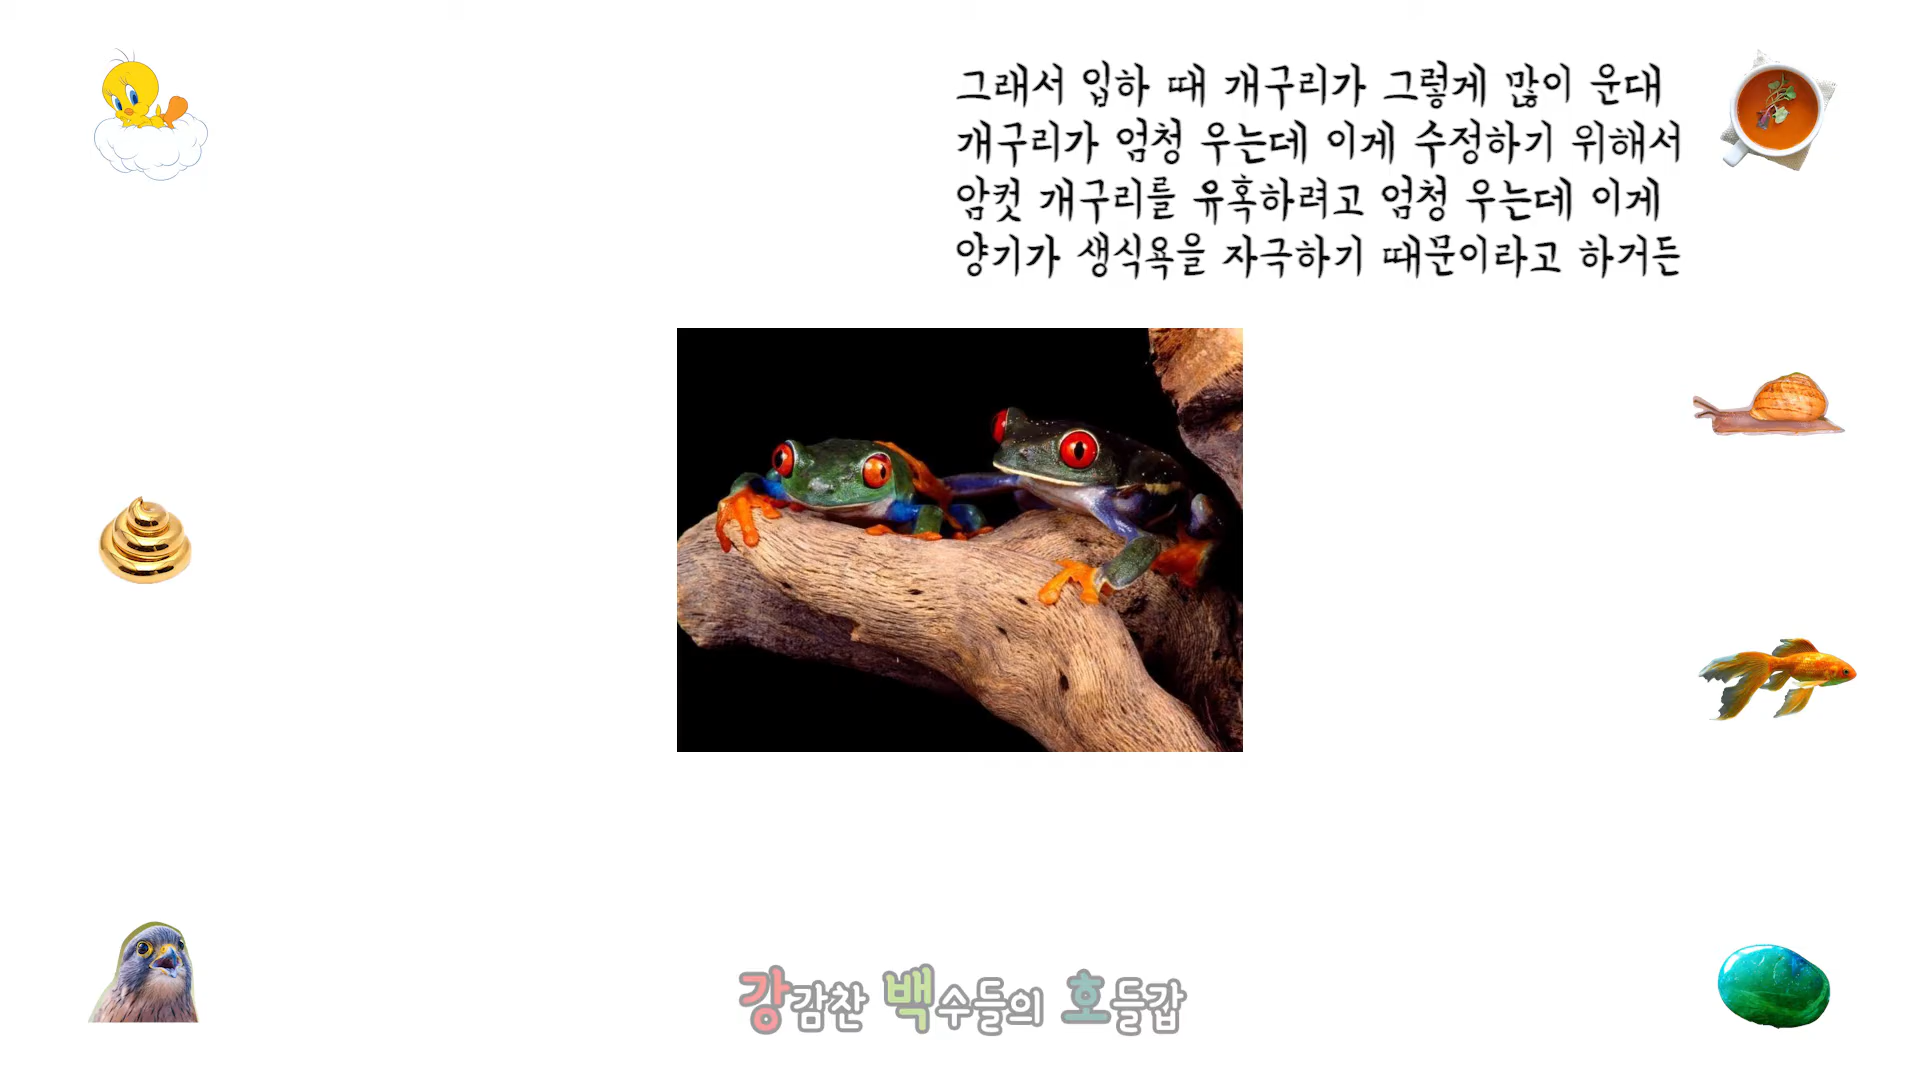 그래서 입하 때 개구리가 그렇게 많이 운대
개구리가 엄청 우는데 이게 수정하기 위해서
암컷 개구리를 유혹하려고 엄청 우는데 이게
양기가 생식욕을 자극하기 때문이라고 하거든
강감찬 백수들의 호들갑